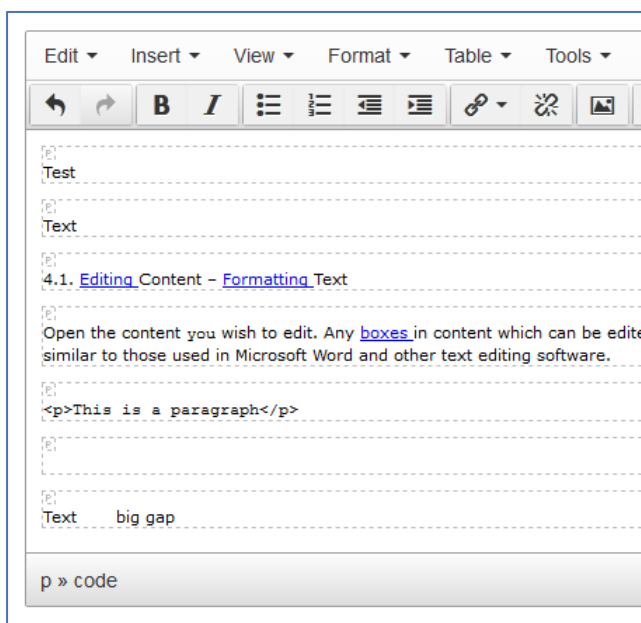 Edit Insert View Format Table Tools
B I
P
Test
P
Text
P
4.1. Editing Content – Formatting Text
P
Open the content you wish to edit. Any boxes in content which can be edite
similar to those used in Microsoft Word and other text editing software.
P
<p>This is a paragraph</p>
P
P
Text big gap
p » code